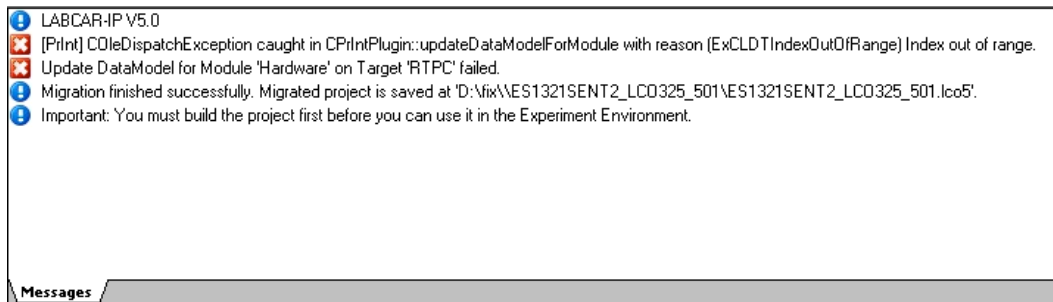 LABCAR-IP V5.0
[PrInt] COleDispatchException caught in CPrIntPlugin::updateDataModelForModule with reason (ExCLDTIndexOutOfRange) Index out of range.
Update DataModel for Module 'Hardware' on Target 'RTPC' failed.
Migration finished successfully. Migrated project is saved at 'D:\fix\\ES1321SENT2_LCO325_501\ES1321SENT2_LCO325_501.lco5'.
Important: You must build the project first before you can use it in the Experiment Environment.
Messages